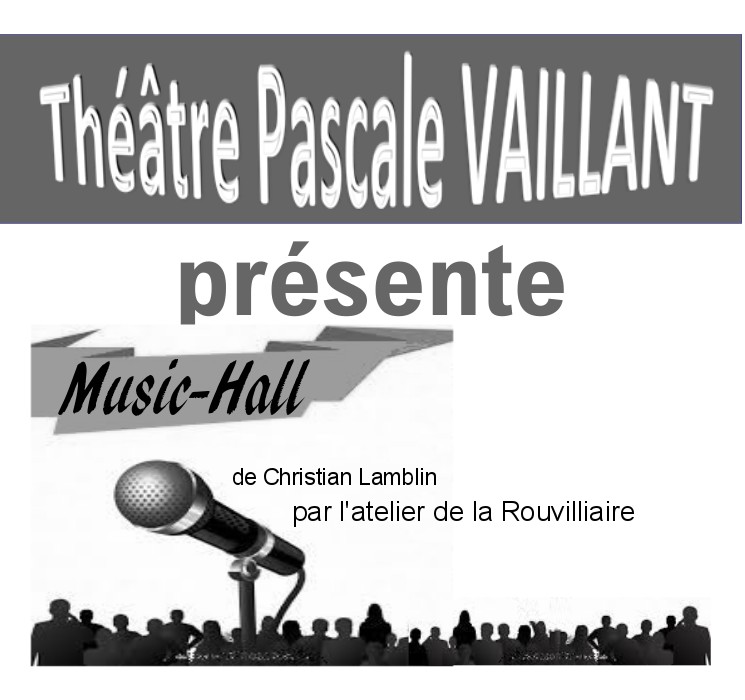 Théâtre Pascale VAILLANT
présente
Music-Hall
de Christian Lamblin
par l'atelier de la Rouvilliaire